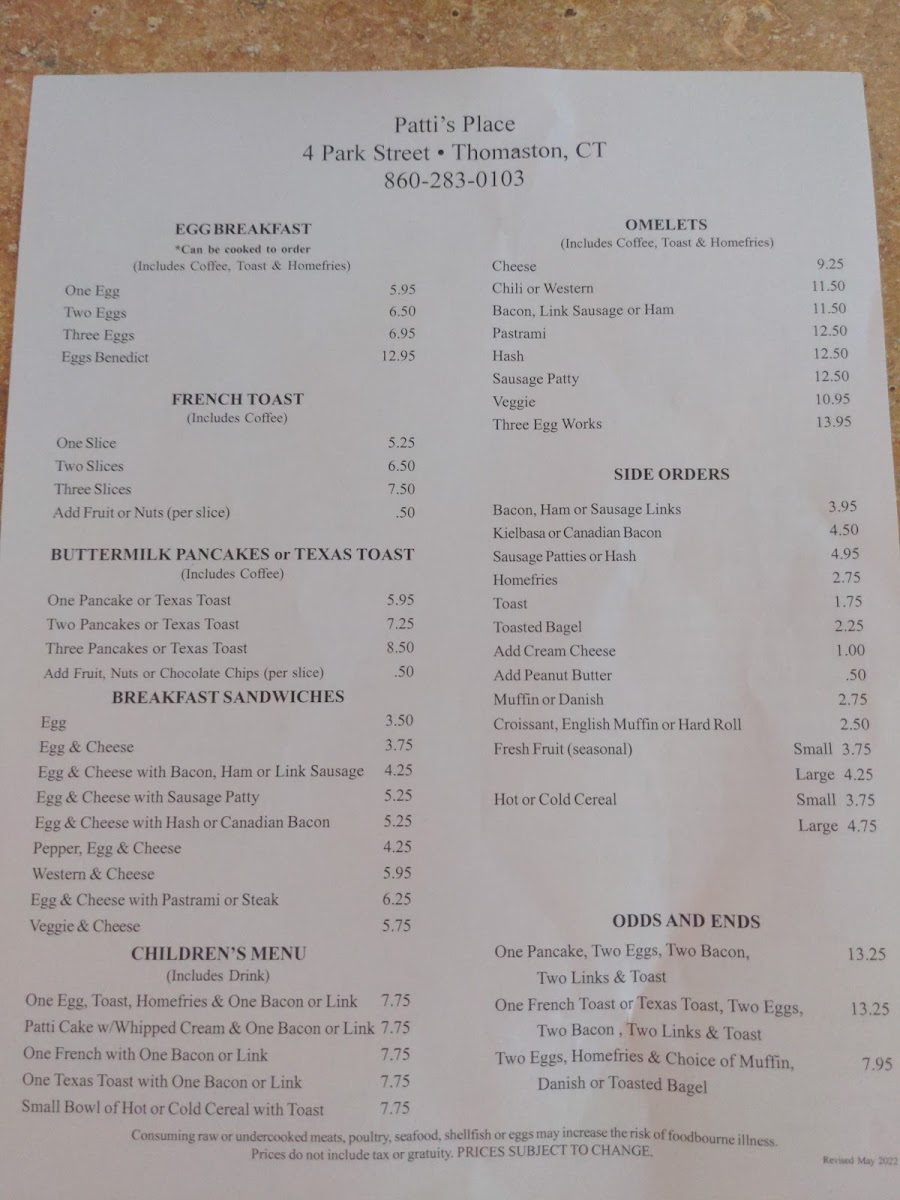 Patti's Place
4 Park Street • Thomaston, CT
860-283-0103
EGG BREAKFAST
*Can be cooked to order
(Includes Coffee, Toast & Homefries)
One Egg 5.95
Two Eggs 6.50
Three Eggs 6.95
Eggs Benedict 12.95
FRENCH TOAST
(Includes Coffee)
One Slice 5.25
Two Slices 6.50
Three Slices 7.50
Add Fruit or Nuts (per slice) .50
BUTTERMILK PANCAKES or TEXAS TOAST
(Includes Coffee)
One Pancake or Texas Toast 5.95
Two Pancakes or Texas Toast 7.25
Three Pancakes or Texas Toast 8.50
Add Fruit, Nuts or Chocolate Chips (per slice) .50
BREAKFAST SANDWICHES
Egg 3.50
Egg & Cheese 3.75
Egg & Cheese with Bacon, Ham or Link Sausage 4.25
Egg & Cheese with Sausage Patty 5.25
Egg & Cheese with Hash or Canadian Bacon 5.25
Pepper, Egg & Cheese 4.25
Western & Cheese 5.95
Egg & Cheese with Pastrami or Steak 6.25
Veggie & Cheese 5.75
CHILDREN'S MENU
(Includes Drink)
One Egg, Toast, Homefries & One Bacon or Link 7.75
Patti Cake w/Whipped Cream & One Bacon or Link 7.75
One French with One Bacon or Link 7.75
One Texas Toast with One Bacon or Link 7.75
Small Bowl of Hot or Cold Cereal with Toast 7.75
OMELETS
(Includes Coffee, Toast & Homefries)
Cheese 9.25
Chili or Western 11.50
Bacon, Link Sausage or Ham 11.50
Pastrami 12.50
Hash 12.50
Sausage Patty 12.50
Veggie 10.95
Three Egg Works 13.95
SIDE ORDERS
Bacon, Ham or Sausage Links 3.95
Kielbasa or Canadian Bacon 4.50
Sausage Patties or Hash 4.95
Homefries 2.75
Toast 1.75
Toasted Bagel 2.25
Add Cream Cheese 1.00
Add Peanut Butter .50
Muffin or Danish 2.75
Croissant, English Muffin or Hard Roll 2.50
Fresh Fruit (seasonal) Small 3.75
Large 4.25
Hot or Cold Cereal Small 3.75
Large 4.75
ODDS AND ENDS
One Pancake, Two Eggs, Two Bacon, 13.25
Two Links & Toast
One French Toast or Texas Toast, Two Eggs, 13.25
Two Bacon , Two Links & Toast
Two Eggs, Homefries & Choice of Muffin, 7.95
Danish or Toasted Bagel
Consuming raw or undercooked meats, poultry, seafood, shellfish or eggs may increase the risk of foodbourne illness.
Prices do not include tax or gratuity. PRICES SUBJECT TO CHANGE.
Revised May 2022